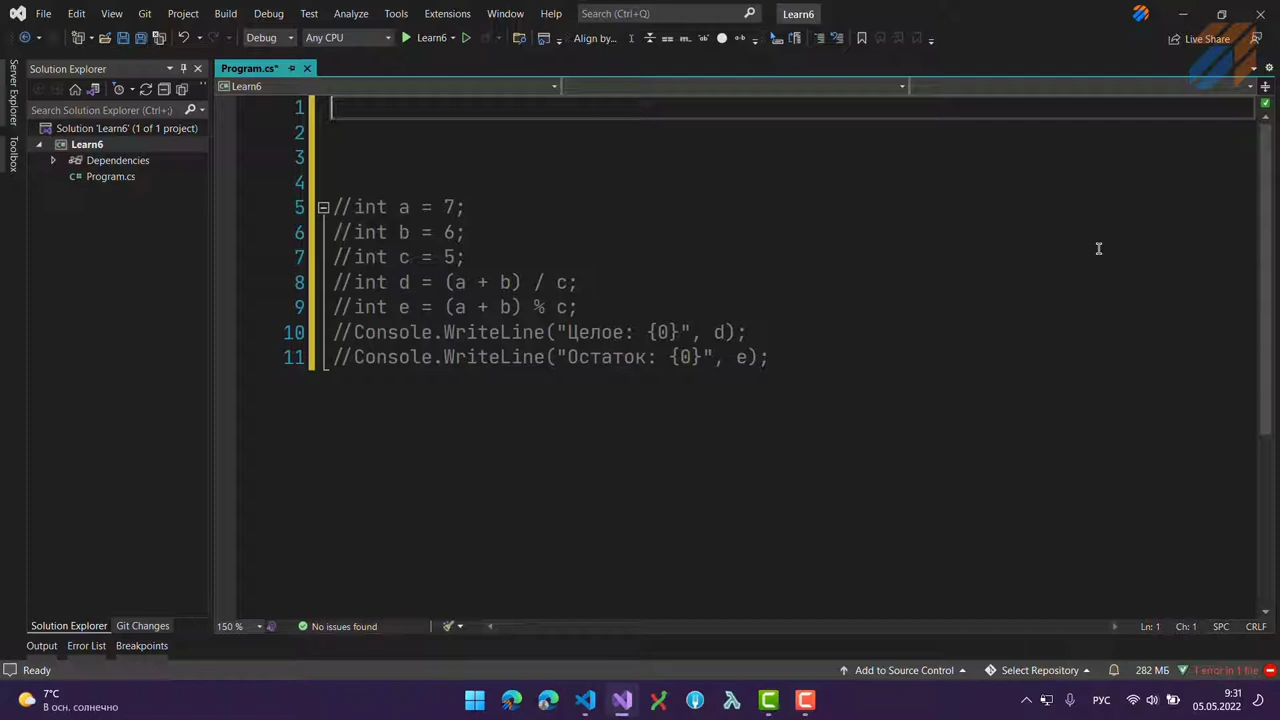 File Edit View Git Project Build Debug Test Analyze Tools Extensions Window Help Search (Ctrl+Q) Learn6
Debug Any CPU Learn6 Align by... Live Share
Server Explorer
Toolbox
Solution Explorer
Search Solution Explorer (Ctrl+;)
Solution 'Learn6' (1 of 1 project)
Learn6
Dependencies
C# Program.cs
Program.cs*
C# Learn6
1
2
3
4
5 //int a = 7;
6 //int b = 6;
7 //int c = 5;
8 //int d = (a + b) / c;
9 //int e = (a + b) % c;
10 //Console.WriteLine("Целое: {0}", d);
11 //Console.WriteLine("Остаток: {0}", e);
Solution Explorer Git Changes
150 % No issues found Ln: 1 Ch: 1 SPC CRLF
Output Error List Breakpoints
Ready Add to Source Control Select Repository 282 МБ 1 error in 1 file
7°C
В осн. солнечно
РУС
9:31
05.05.2022